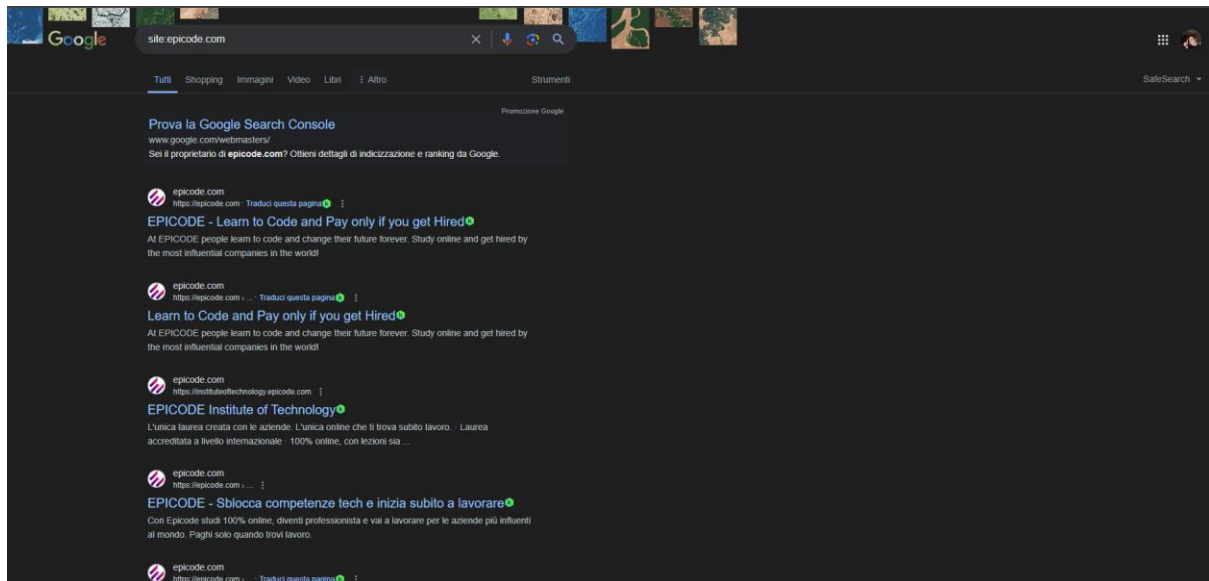 Google
site:epicode.com
Tutti Shopping Immagini Video Libri Altro Strumenti
SafeSearch
Promozione Google
Prova la Google Search Console
www.google.com/webmasters/
Sei il proprietario di epicode.com? Ottieni dettagli di indicizzazione e ranking da Google.
epicode.com
https://epicode.com · Traduci questa pagina
EPICODE - Learn to Code and Pay only if you get Hired
At EPICODE people learn to code and change their future forever. Study online and get hired by
the most influential companies in the world!
epicode.com
https://epicode.com › ... · Traduci questa pagina
Learn to Code and Pay only if you get Hired
At EPICODE people learn to code and change their future forever. Study online and get hired by
the most influential companies in the world!
epicode.com
https://instituteoftechnology.epicode.com
EPICODE Institute of Technology
L'unica laurea creata con le aziende. L'unica online che ti trova subito lavoro. · Laurea
accreditata a livello internazionale · 100% online, con lezioni sia ...
epicode.com
https://epicode.com › ...
EPICODE - Sblocca competenze tech e inizia subito a lavorare
Con Epicode studi 100% online, diventi professionista e vai a lavorare per le aziende più influenti
al mondo. Paghi solo quando trovi lavoro.
epicode.com
https://epicode.com › ... · Traduci questa pagina